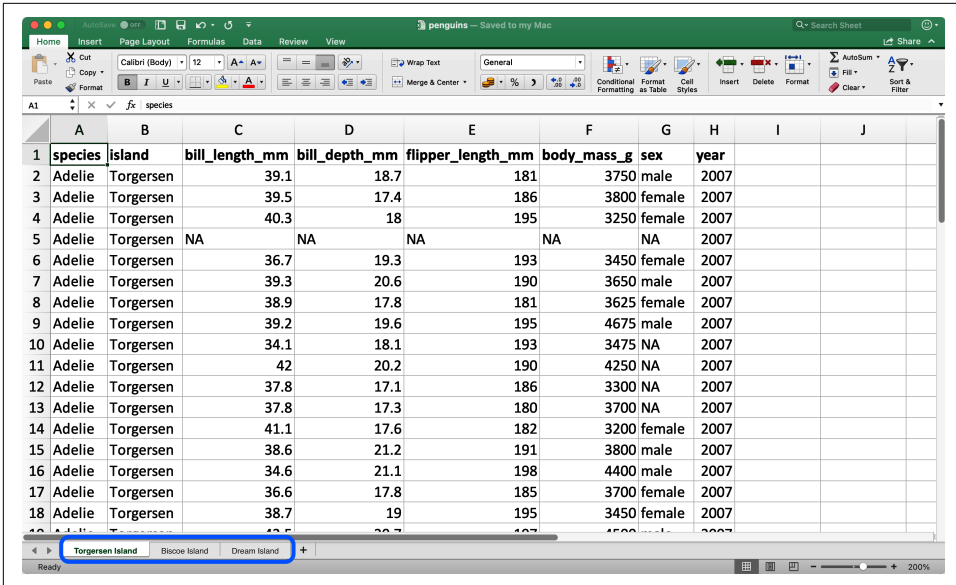 AutoSave OFF penguins — Saved to my Mac Search Sheet
Home Insert Page Layout Formulas Data Review View Share
Paste Cut Copy Format Calibri (Body) 12 A A B I U A Wrap Text Merge & Center General % Conditional Formatting Format as Table Cell Styles Insert Delete Format AutoSum Fill Clear Sort & Filter
A1 fx species
A B C D E F G H I J
1 species island bill_length_mm bill_depth_mm flipper_length_mm body_mass_g sex year
2 Adelie Torgersen 39.1 18.7 181 3750 male 2007
3 Adelie Torgersen 39.5 17.4 186 3800 female 2007
4 Adelie Torgersen 40.3 18 195 3250 female 2007
5 Adelie Torgersen NA NA NA NA NA 2007
6 Adelie Torgersen 36.7 19.3 193 3450 female 2007
7 Adelie Torgersen 39.3 20.6 190 3650 male 2007
8 Adelie Torgersen 38.9 17.8 181 3625 female 2007
9 Adelie Torgersen 39.2 19.6 195 4675 male 2007
10 Adelie Torgersen 34.1 18.1 193 3475 NA 2007
11 Adelie Torgersen 42 20.2 190 4250 NA 2007
12 Adelie Torgersen 37.8 17.1 186 3300 NA 2007
13 Adelie Torgersen 37.8 17.3 180 3700 NA 2007
14 Adelie Torgersen 41.1 17.6 182 3200 female 2007
15 Adelie Torgersen 38.6 21.2 191 3800 male 2007
16 Adelie Torgersen 34.6 21.1 198 4400 male 2007
17 Adelie Torgersen 36.6 17.8 185 3700 female 2007
18 Adelie Torgersen 38.7 19 195 3450 female 2007
Torgersen Island Biscoe Island Dream Island +
Ready 200%